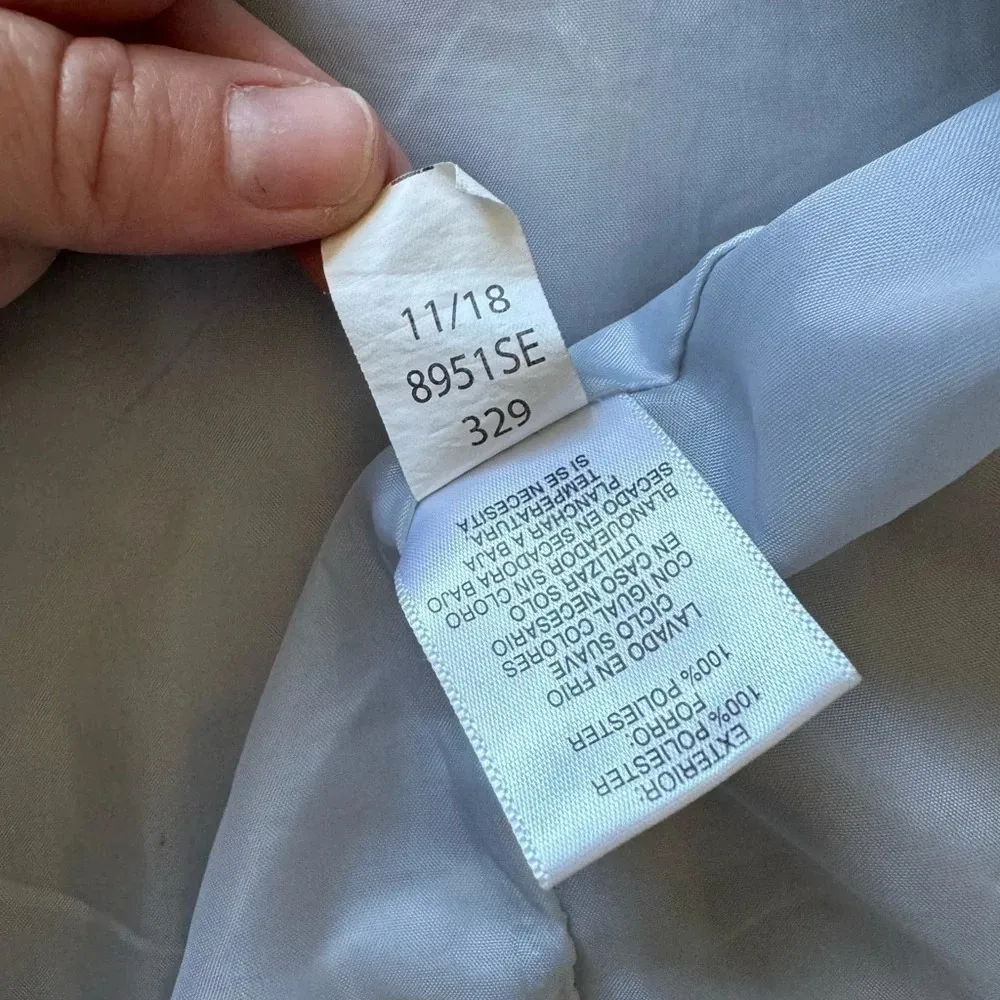 11/18
8951SE
329
EXTERIOR:
100% POLIESTER
FORRO:
100% POLIESTER
LAVADO EN FRIO
CICLO SUAVE
CON IGUAL COLORES
EN CASO NECESARIO
UTILIZAR SOLO
BLANQUEADOR SIN CLORO
SECADO EN SECADORA BAJO
PLANCHAR A BAJA
TEMPERATURA
SI SE NECESITA